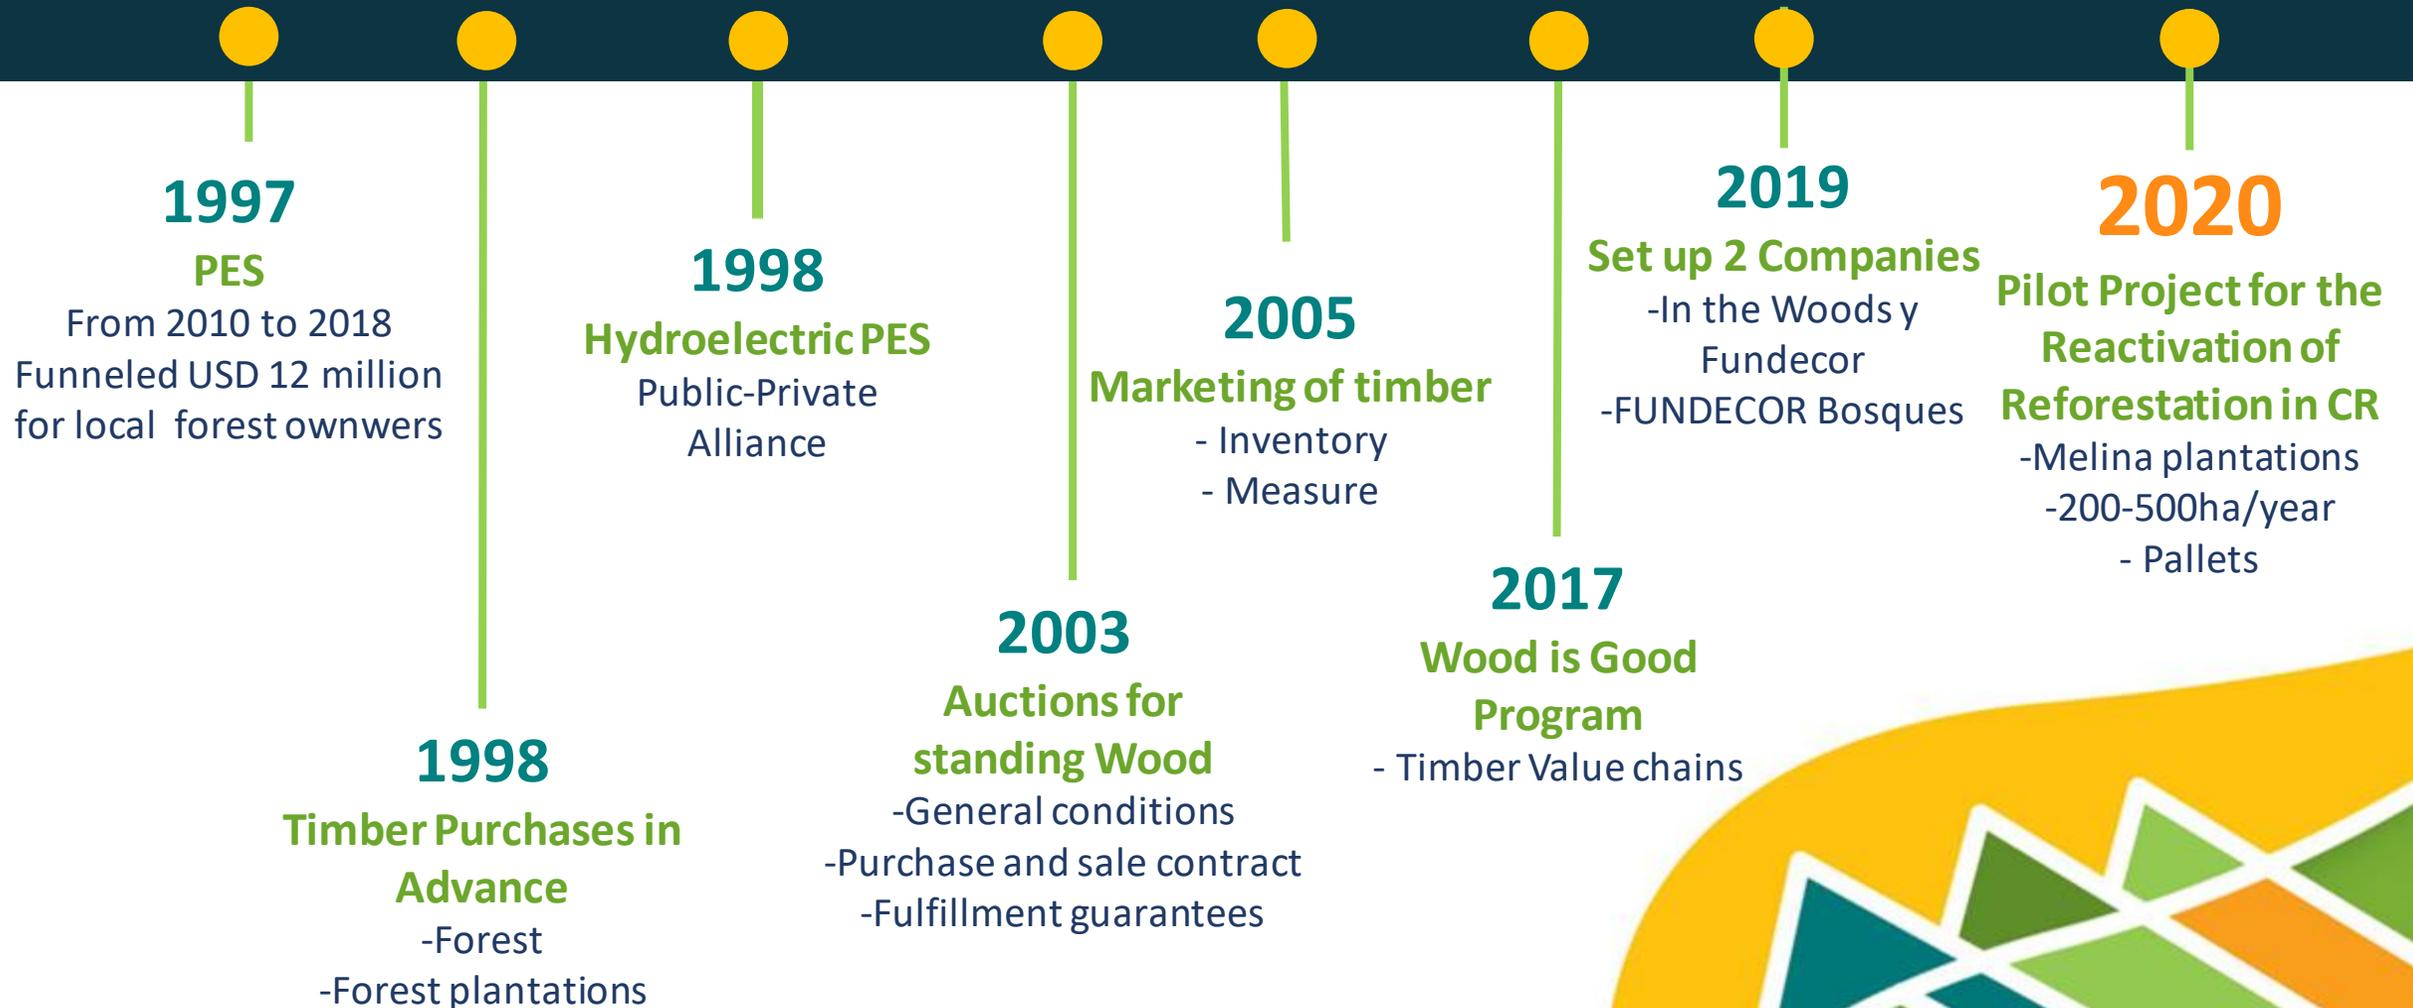 1997
PES
From 2010 to 2018
Funneled USD 12 million
for local forest ownwers
1998
Timber Purchases in
Advance
-Forest
-Forest plantations
1998
Hydroelectric PES
Public-Private
Alliance
2003
Auctions for
standing Wood
-General conditions
-Purchase and sale contract
-Fulfillment guarantees
2005
Marketing of timber
- Inventory
- Measure
2017
Wood is Good
Program
- Timber Value chains
2019
Set up 2 Companies
-In the Woods y
Fundecor
-FUNDECOR Bosques
2020
Pilot Project for the
Reactivation of
Reforestation in CR
-Melina plantations
-200-500ha/year
- Pallets